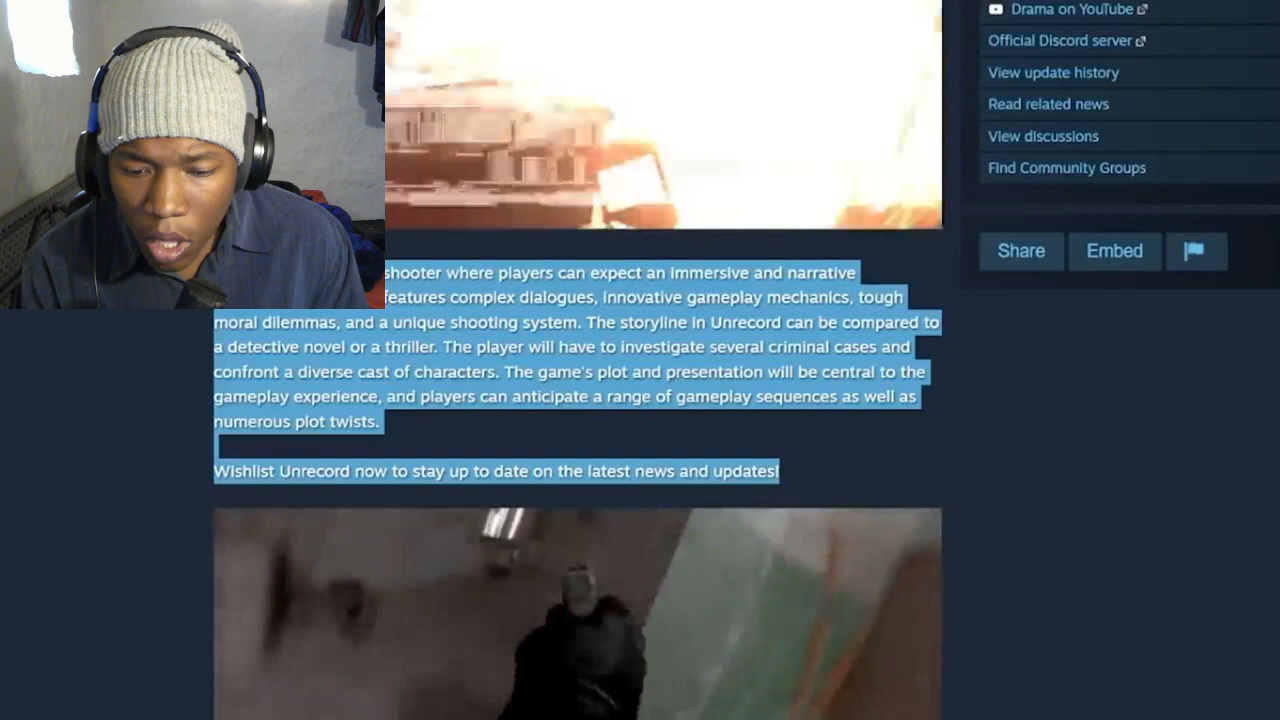 Drama on YouTube
Official Discord server
View update history
Read related news
View discussions
Find Community Groups
Share
Embed
shooter where players can expect an immersive and narrative
features complex dialogues, innovative gameplay mechanics, tough
moral dilemmas, and a unique shooting system. The storyline in Unrecord can be compared to
a detective novel or a thriller. The player will have to investigate several criminal cases and
confront a diverse cast of characters. The game's plot and presentation will be central to the
gameplay experience, and players can anticipate a range of gameplay sequences as well as
numerous plot twists.
Wishlist Unrecord now to stay up to date on the latest news and updates!